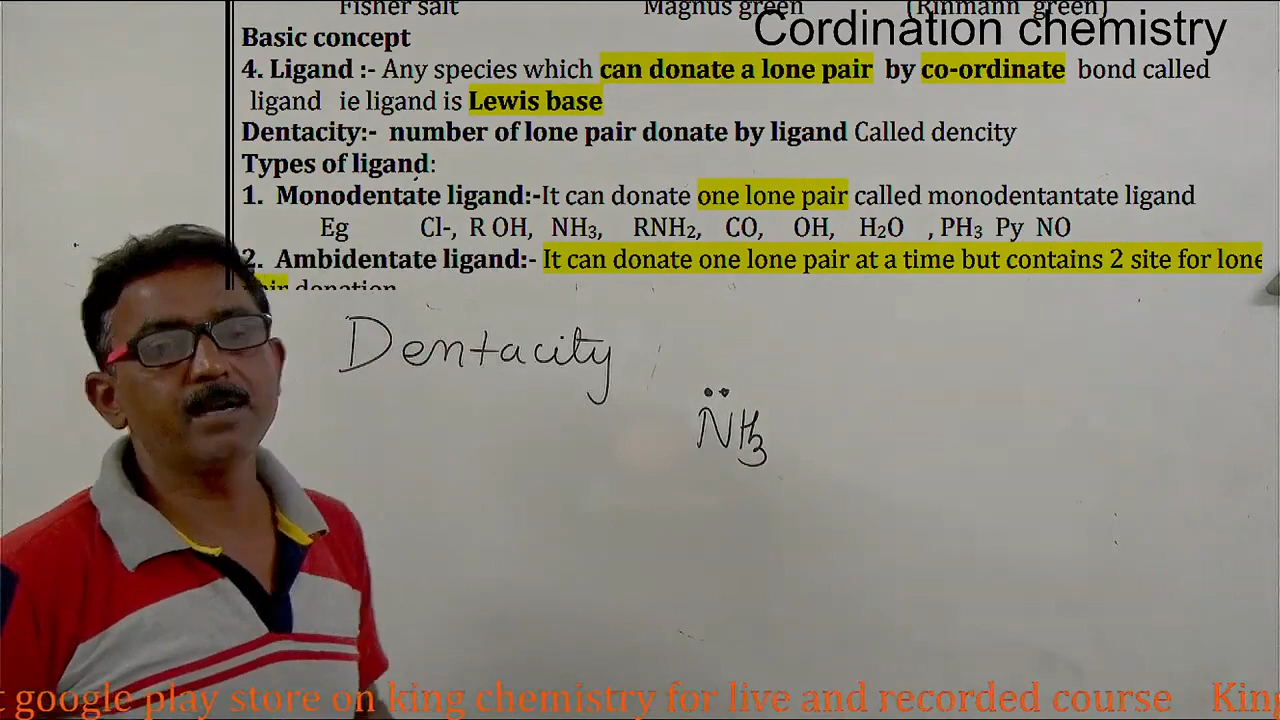 Fisher salt Magnus green (Rinmann green)
Cordination chemistry
Basic concept
4. Ligand :- Any species which can donate a lone pair by co-ordinate bond called
ligand ie ligand is Lewis base
Dentacity:- number of lone pair donate by ligand Called dencity
Types of ligand:
1. Monodentate ligand:-It can donate one lone pair called monodentantate ligand
Eg Cl-, R OH, NH₃, RNH₂, CO, OH, H₂O , PH₃ Py NO
2. Ambidentate ligand:- It can donate one lone pair at a time but contains 2 site for lone
pair donation
Dentacity
N̈H₃
t google play store on king chemistry for live and recorded course King